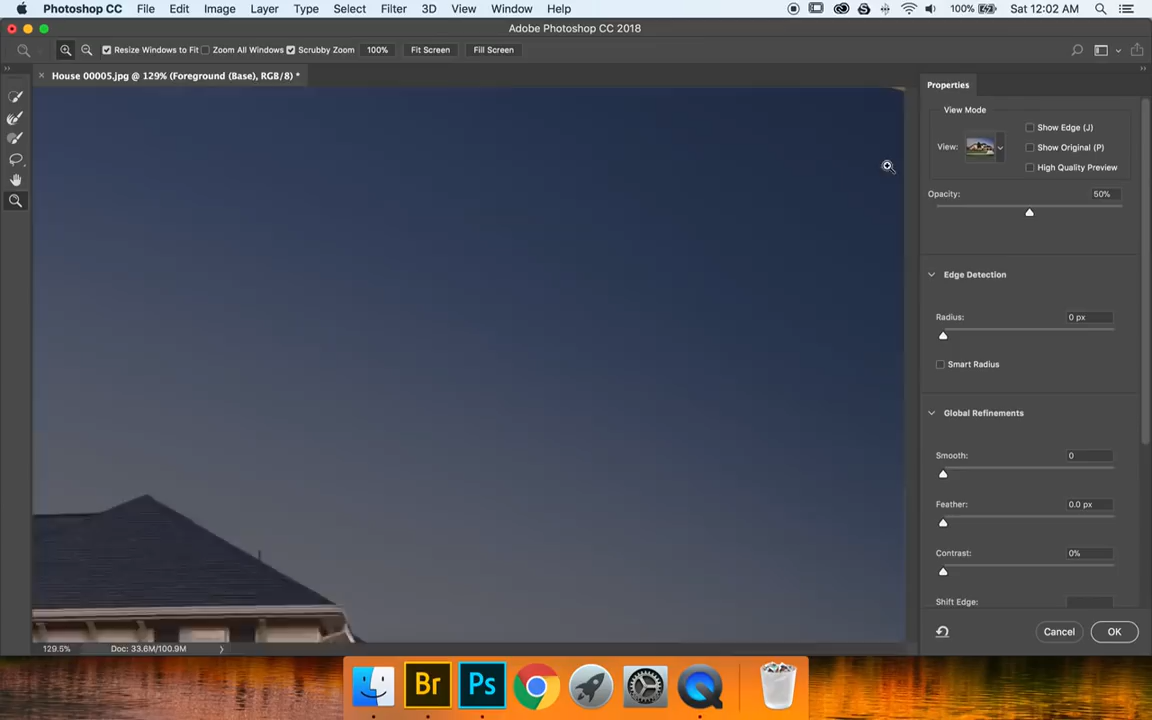 Photoshop CC File Edit Image Layer Type Select Filter 3D View Window Help 100% Sat 12:02 AM
Adobe Photoshop CC 2018
Resize Windows to Fit Zoom All Windows Scrubby Zoom 100% Fit Screen Fill Screen
House 00005.jpg @ 129% (Foreground (Base), RGB/8) *
Properties
View Mode
Show Edge (J)
View:
Show Original (P)
High Quality Preview
Opacity: 50%
Edge Detection
Radius: 0 px
Smart Radius
Global Refinements
Smooth: 0
Feather: 0.0 px
Contrast: 0%
Shift Edge:
Cancel OK
129.5% Doc: 33.6M/100.9M
Br Ps